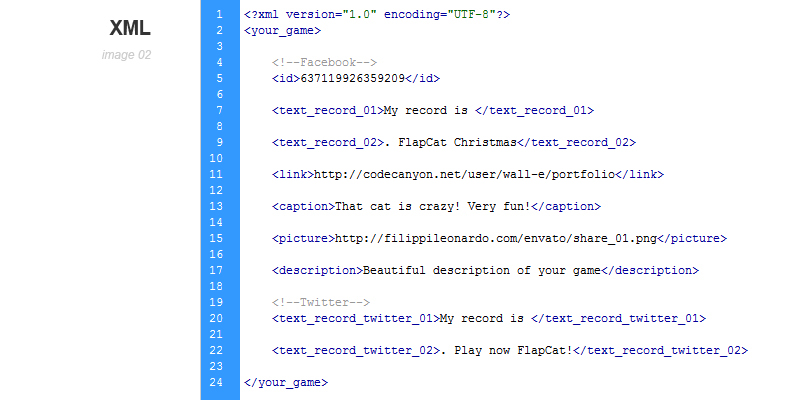 XML
image 02
1 <?xml version="1.0" encoding="UTF-8"?>
2 <your_game>
3
4 <!--Facebook-->
5 <id>637119926359209</id>
6
7 <text_record_01>My record is </text_record_01>
8
9 <text_record_02>. FlapCat Christmas</text_record_02>
10
11 <link>http://codecanyon.net/user/wall-e/portfolio</link>
12
13 <caption>That cat is crazy! Very fun!</caption>
14
15 <picture>http://filippileonardo.com/envato/share_01.png</picture>
16
17 <description>Beautiful description of your game</description>
18
19 <!--Twitter-->
20 <text_record_twitter_01>My record is </text_record_twitter_01>
21
22 <text_record_twitter_02>. Play now FlapCat!</text_record_twitter_02>
23
24 </your_game>